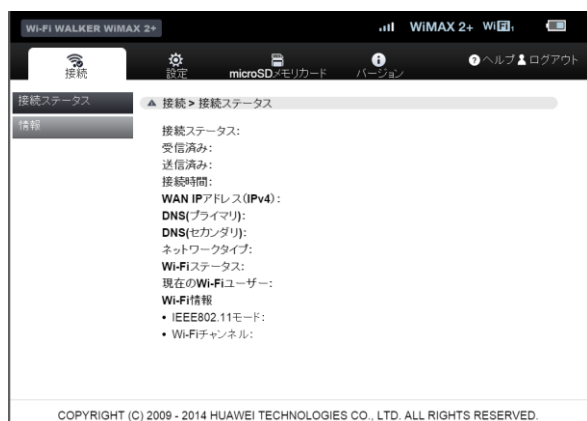 Wi-Fi WALKER WiMAX 2+ WiMAX 2+ WiFi 1
接続 設定 microSDメモリカード バージョン ヘルプ ログアウト
接続ステータス
情報
接続 > 接続ステータス
接続ステータス:
受信済み:
送信済み:
接続時間:
WAN IPアドレス(IPv4):
DNS(プライマリ):
DNS(セカンダリ):
ネットワークタイプ:
Wi-Fiステータス:
現在のWi-Fiユーザー:
Wi-Fi情報
• IEEE802.11モード:
• Wi-Fiチャンネル:
COPYRIGHT (C) 2009 - 2014 HUAWEI TECHNOLOGIES CO., LTD. ALL RIGHTS RESERVED.